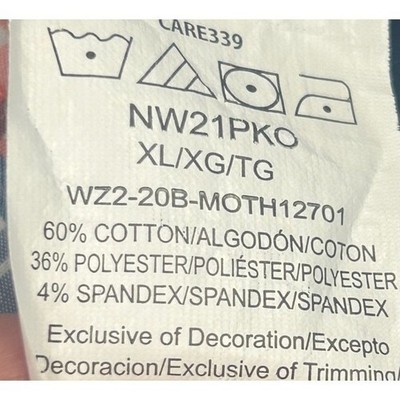 CARE339
NW21PKO
XL/XG/TG
WZ2-20B-MOTH12701
60% COTTON/ALGODÓN/COTON
36% POLYESTER/POLIÉSTER/POLYESTER
4% SPANDEX/SPANDEX/SPANDEX
Exclusive of Decoration/Excepto
Decoracion/Exclusive of Trimming/